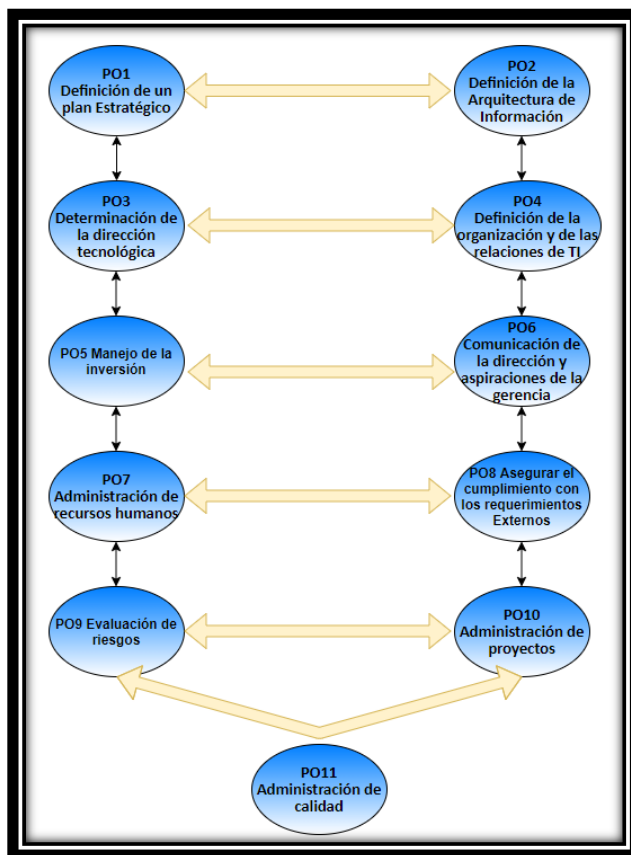 PO1
Definición de un
plan Estratégico
PO2
Definición de la
Arquitectura de
Información
PO3
Determinación de
la dirección
tecnológica
PO4
Definición de la
organización y de las
relaciones de TI
PO5 Manejo de la
inversión
PO6
Comunicación de
la dirección y
aspiraciones de la
gerencia
PO7
Administración de
recursos humanos
PO8 Asegurar el
cumplimiento con
los requerimientos
Externos
PO9 Evaluación de
riesgos
PO10
Administración de
proyectos
PO11
Administración de
calidad